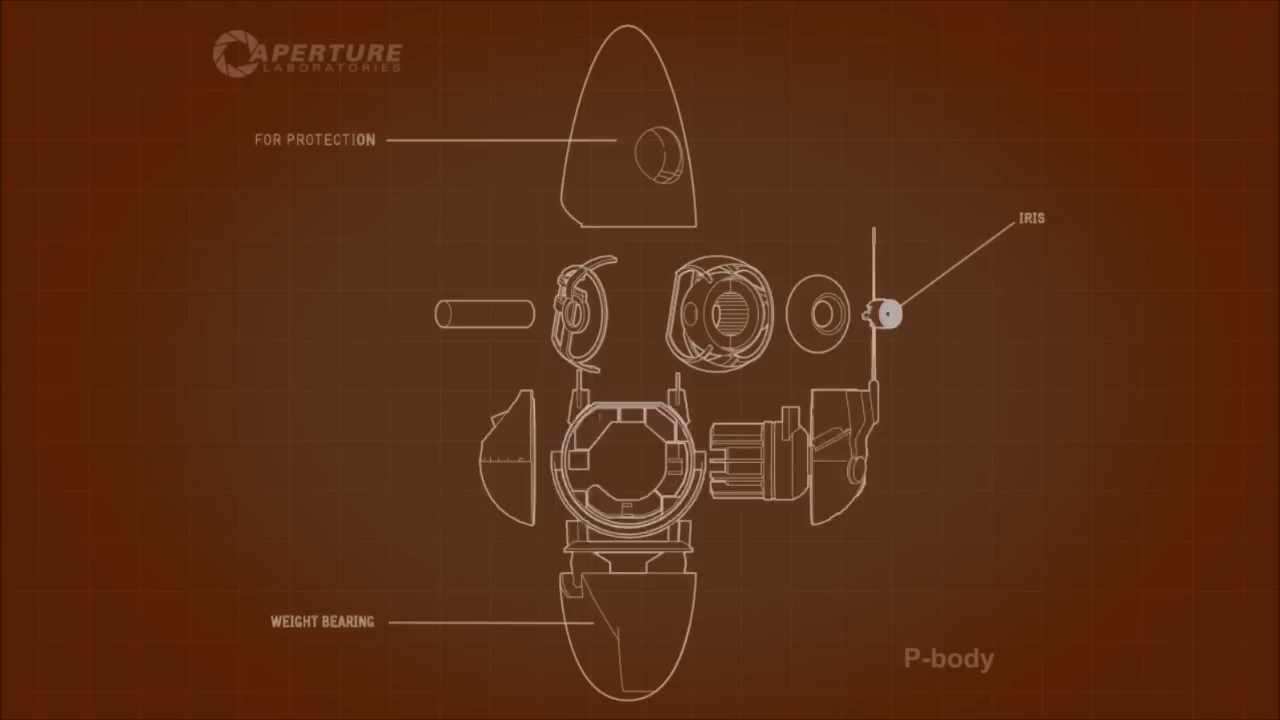 APERTURE
LABORATORIES
FOR PROTECTION
IRIS
WEIGHT BEARING
P-body